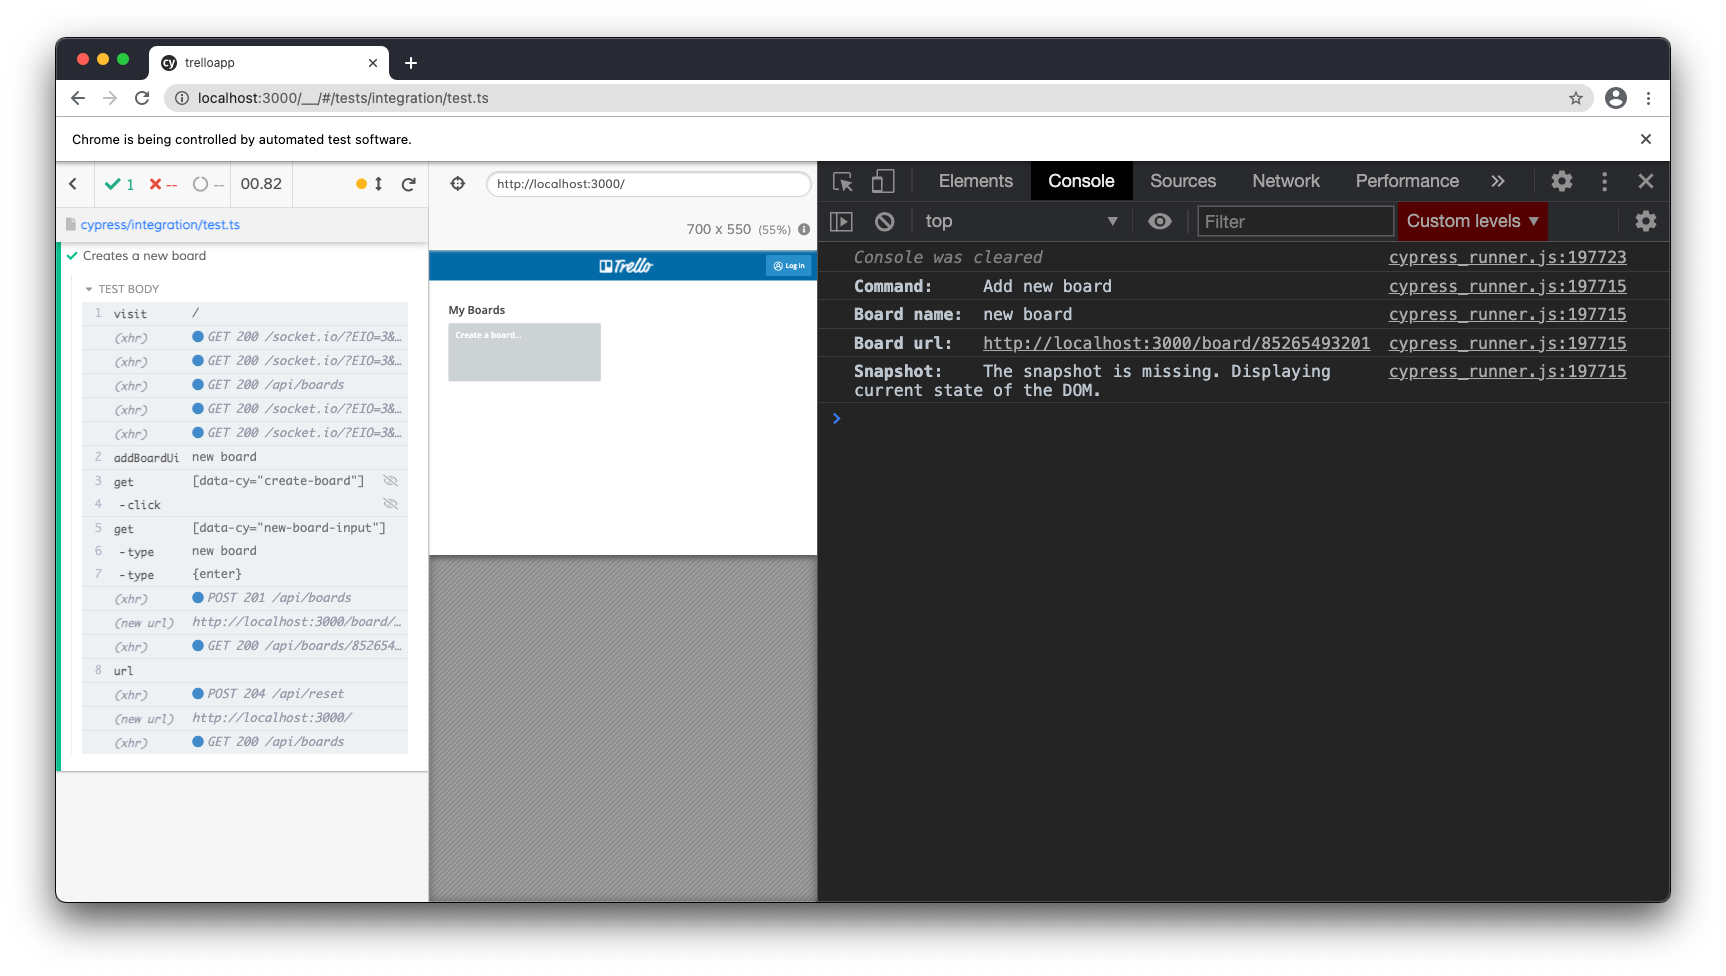 cy trelloapp
localhost:3000/__/#/tests/integration/test.ts
Chrome is being controlled by automated test software.
1 -- -- 00.82
http://localhost:3000/
cypress/integration/test.ts
700 x 550 (55%)
Creates a new board
TEST BODY
1 visit /
(xhr) GET 200 /socket.io/?EIO=3&...
(xhr) GET 200 /socket.io/?EIO=3&...
(xhr) GET 200 /api/boards
(xhr) GET 200 /socket.io/?EIO=3&...
(xhr) GET 200 /socket.io/?EIO=3&...
2 addBoardUi new board
3 get [data-cy="create-board"]
4 -click
5 get [data-cy="new-board-input"]
6 -type new board
7 -type {enter}
(xhr) POST 201 /api/boards
(new url) http://localhost:3000/board/...
(xhr) GET 200 /api/boards/852654...
8 url
(xhr) POST 204 /api/reset
(new url) http://localhost:3000/
(xhr) GET 200 /api/boards
Trello
Log in
My Boards
Create a board...
Elements Console Sources Network Performance »
top Filter Custom levels
Console was cleared cypress_runner.js:197723
Command: Add new board cypress_runner.js:197715
Board name: new board cypress_runner.js:197715
Board url: http://localhost:3000/board/85265493201 cypress_runner.js:197715
Snapshot: The snapshot is missing. Displaying cypress_runner.js:197715
current state of the DOM.